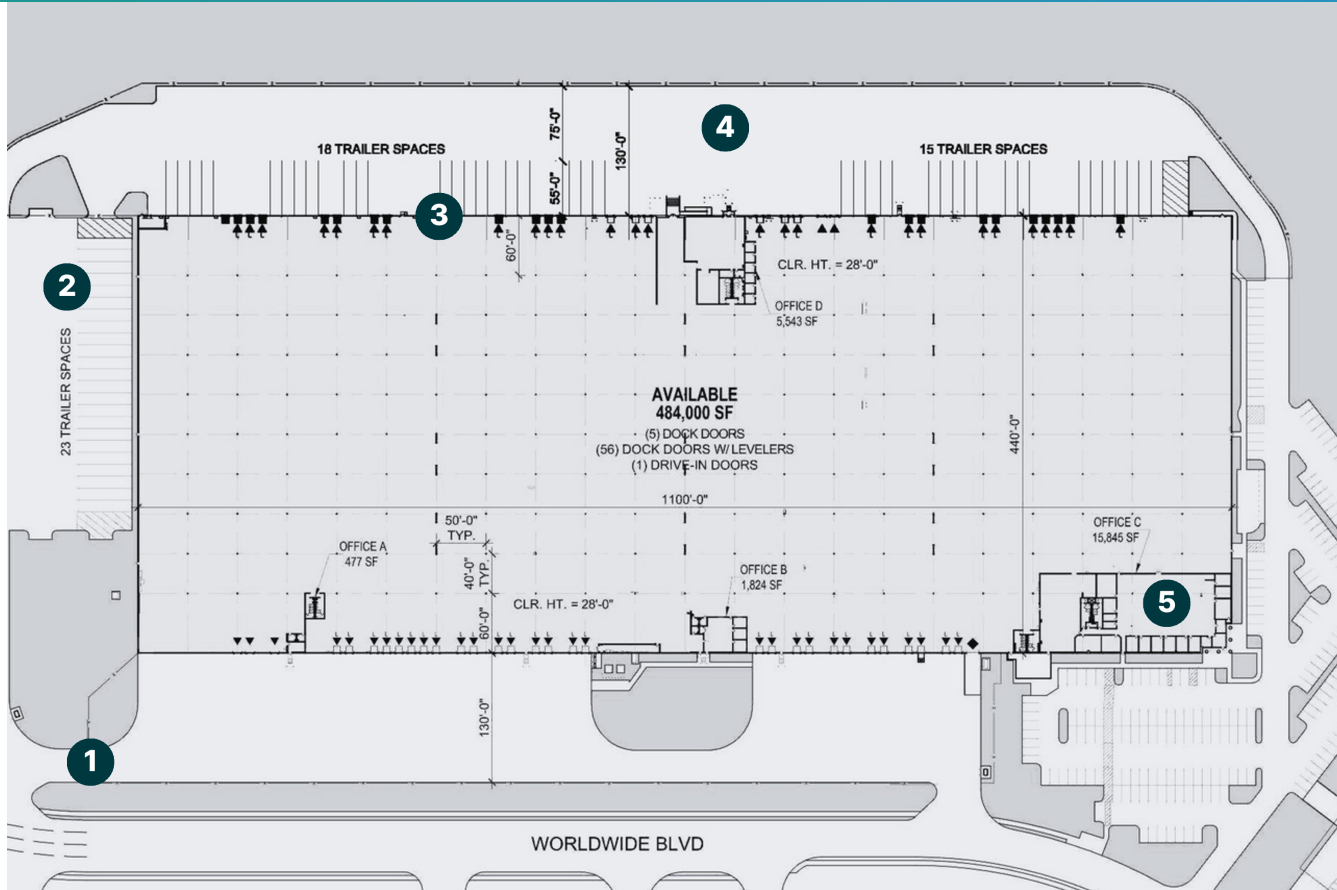 75'-0"
130'-0"
4
18 TRAILER SPACES
15 TRAILER SPACES
55'-0"
3
60'-0"
CLR. HT. = 28'-0"
2
OFFICE D
5,543 SF
23 TRAILER SPACES
AVAILABLE
484,000 SF
(5) DOCK DOORS
(56) DOCK DOORS W/ LEVELERS
(1) DRIVE-IN DOORS
440'-0"
1100'-0"
50'-0"
TYP.
OFFICE C
15,845 SF
OFFICE A
477 SF
40'-0"
TYP.
OFFICE B
1,824 SF
CLR. HT. = 28'-0"
5
60'-0"
130'-0"
1
WORLDWIDE BLVD